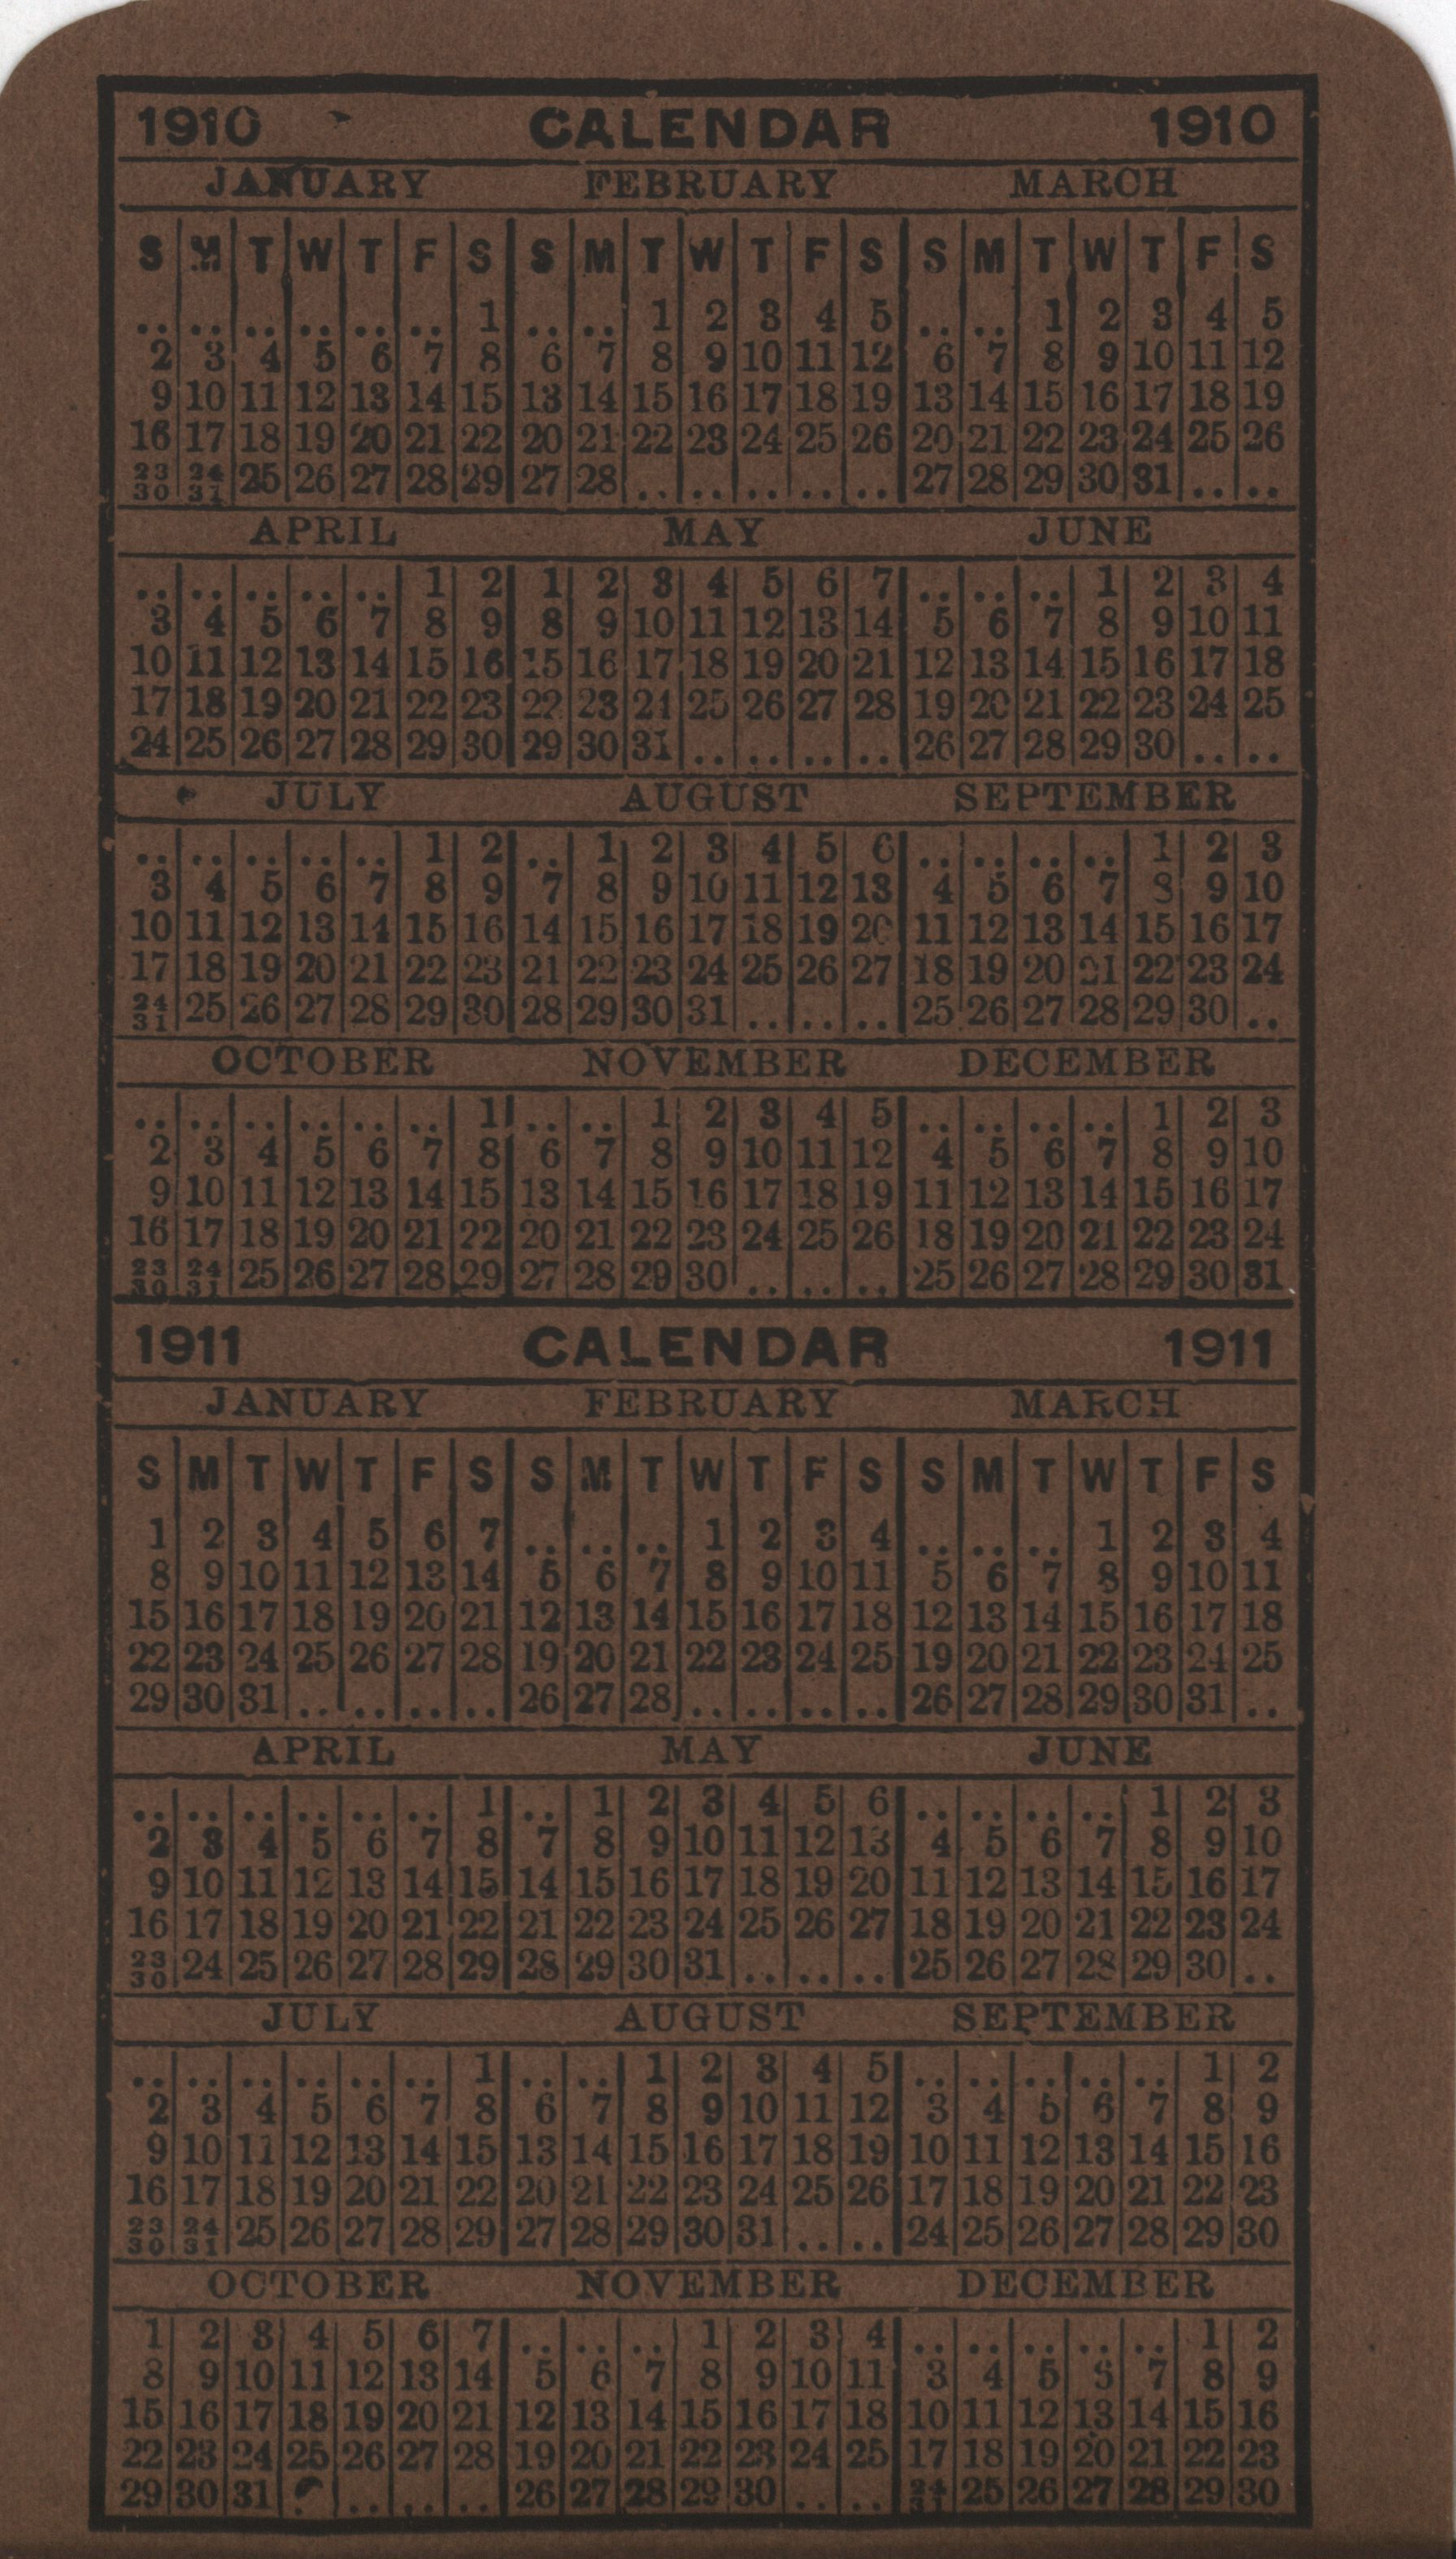 1910 CALENDAR 1910
JANUARY FEBRUARY MARCH
S M T W T F S S M T W T F S S M T W T F S
.. .. .. .. .. .. 1 .. .. 1 2 3 4 5 .. .. 1 2 3 4 5
2 3 4 5 6 7 8 6 7 8 9 10 11 12 6 7 8 9 10 11 12
9 10 11 12 13 14 15 13 14 15 16 17 18 19 13 14 15 16 17 18 19
16 17 18 19 20 21 22 20 21 22 23 24 25 26 20 21 22 23 24 25 26
23 24 25 26 27 28 29 27 28 .. .. .. .. .. 27 28 29 30 31 .. ..
30 31
APRIL MAY JUNE
.. .. .. .. .. 1 2 1 2 3 4 5 6 7 .. .. .. 1 2 3 4
3 4 5 6 7 8 9 8 9 10 11 12 13 14 5 6 7 8 9 10 11
10 11 12 13 14 15 16 15 16 17 18 19 20 21 12 13 14 15 16 17 18
17 18 19 20 21 22 23 22 23 24 25 26 27 28 19 20 21 22 23 24 25
24 25 26 27 28 29 30 29 30 31 .. .. .. .. 26 27 28 29 30 .. ..
JULY AUGUST SEPTEMBER
.. .. .. .. .. 1 2 .. 1 2 3 4 5 6 .. .. .. .. 1 2 3
3 4 5 6 7 8 9 7 8 9 10 11 12 13 4 5 6 7 8 9 10
10 11 12 13 14 15 16 14 15 16 17 18 19 20 11 12 13 14 15 16 17
17 18 19 20 21 22 23 21 22 23 24 25 26 27 18 19 20 21 22 23 24
24 25 26 27 28 29 30 28 29 30 31 .. .. .. 25 26 27 28 29 30 ..
31
OCTOBER NOVEMBER DECEMBER
.. .. .. .. .. .. 1 .. .. 1 2 3 4 5 .. .. .. .. 1 2 3
2 3 4 5 6 7 8 6 7 8 9 10 11 12 4 5 6 7 8 9 10
9 10 11 12 13 14 15 13 14 15 16 17 18 19 11 12 13 14 15 16 17
16 17 18 19 20 21 22 20 21 22 23 24 25 26 18 19 20 21 22 23 24
23 24 25 26 27 28 29 27 28 29 30 .. .. .. 25 26 27 28 29 30 31
30 31
1911 CALENDAR 1911
JANUARY FEBRUARY MARCH
S M T W T F S S M T W T F S S M T W T F S
1 2 3 4 5 6 7 .. .. .. 1 2 3 4 .. .. .. 1 2 3 4
8 9 10 11 12 13 14 5 6 7 8 9 10 11 5 6 7 8 9 10 11
15 16 17 18 19 20 21 12 13 14 15 16 17 18 12 13 14 15 16 17 18
22 23 24 25 26 27 28 19 20 21 22 23 24 25 19 20 21 22 23 24 25
29 30 31 .. .. .. .. 26 27 28 .. .. .. .. 26 27 28 29 30 31 ..
APRIL MAY JUNE
.. .. .. .. .. .. 1 .. 1 2 3 4 5 6 .. .. .. .. 1 2 3
2 3 4 5 6 7 8 7 8 9 10 11 12 13 4 5 6 7 8 9 10
9 10 11 12 13 14 15 14 15 16 17 18 19 20 11 12 13 14 15 16 17
16 17 18 19 20 21 22 21 22 23 24 25 26 27 18 19 20 21 22 23 24
23 24 25 26 27 28 29 28 29 30 31 .. .. .. 25 26 27 28 29 30 ..
30
JULY AUGUST SEPTEMBER
.. .. .. .. .. .. 1 .. .. 1 2 3 4 5 .. .. .. .. .. 1 2
2 3 4 5 6 7 8 6 7 8 9 10 11 12 3 4 5 6 7 8 9
9 10 11 12 13 14 15 13 14 15 16 17 18 19 10 11 12 13 14 15 16
16 17 18 19 20 21 22 20 21 22 23 24 25 26 17 18 19 20 21 22 23
23 24 25 26 27 28 29 27 28 29 30 31 .. .. 24 25 26 27 28 29 30
30 31
OCTOBER NOVEMBER DECEMBER
1 2 3 4 5 6 7 .. .. .. 1 2 3 4 .. .. .. .. .. 1 2
8 9 10 11 12 13 14 5 6 7 8 9 10 11 3 4 5 6 7 8 9
15 16 17 18 19 20 21 12 13 14 15 16 17 18 10 11 12 13 14 15 16
22 23 24 25 26 27 28 19 20 21 22 23 24 25 17 18 19 20 21 22 23
29 30 31 .. .. .. .. 26 27 28 29 30 .. .. 24 25 26 27 28 29 30
31